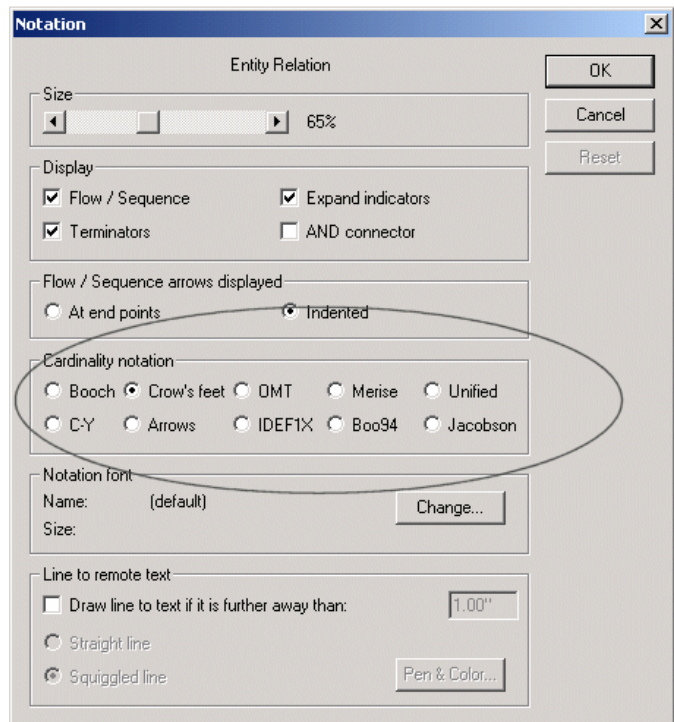 Notation
Entity Relation
OK
Size
65%
Cancel
Reset
Display
Flow / Sequence Expand indicators
Terminators AND connector
Flow / Sequence arrows displayed
At end points Indented
Cardinality notation
Booch Crow's feet OMT Merise Unified
C-Y Arrows IDEF1X Boo94 Jacobson
Notation font
Name: (default)
Change...
Size:
Line to remote text
Draw line to text if it is further away than: 1.00"
Straight line
Squiggled line Pen & Color...